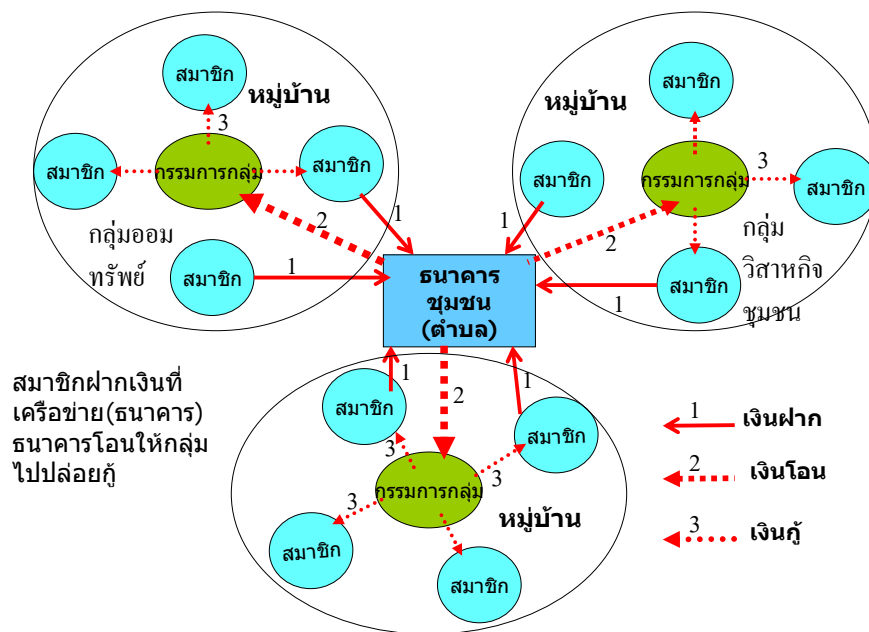 สมาชิก
หมู่บ้าน
3
สมาชิก
กรรมการกลุ่ม
สมาชิก
กลุ่มออม
ทรัพย์
2
1
สมาชิก
1
สมาชิก
หมู่บ้าน
สมาชิก
กรรมการกลุ่ม
3
สมาชิก
1
2
กลุ่ม
วิสาหกิจ
ชุมชน
สมาชิก
1
ธนาคาร
ชุมชน
(ตำบล)
สมาชิกฝากเงินที่
เครือข่าย(ธนาคาร)
ธนาคารโอนให้กลุ่ม
ไปปล่อยกู้
1
2
1
สมาชิก
สมาชิก
3
3
กรรมการกลุ่ม
3
หมู่บ้าน
สมาชิก
สมาชิก
1 เงินฝาก
2 เงินโอน
3 เงินกู้